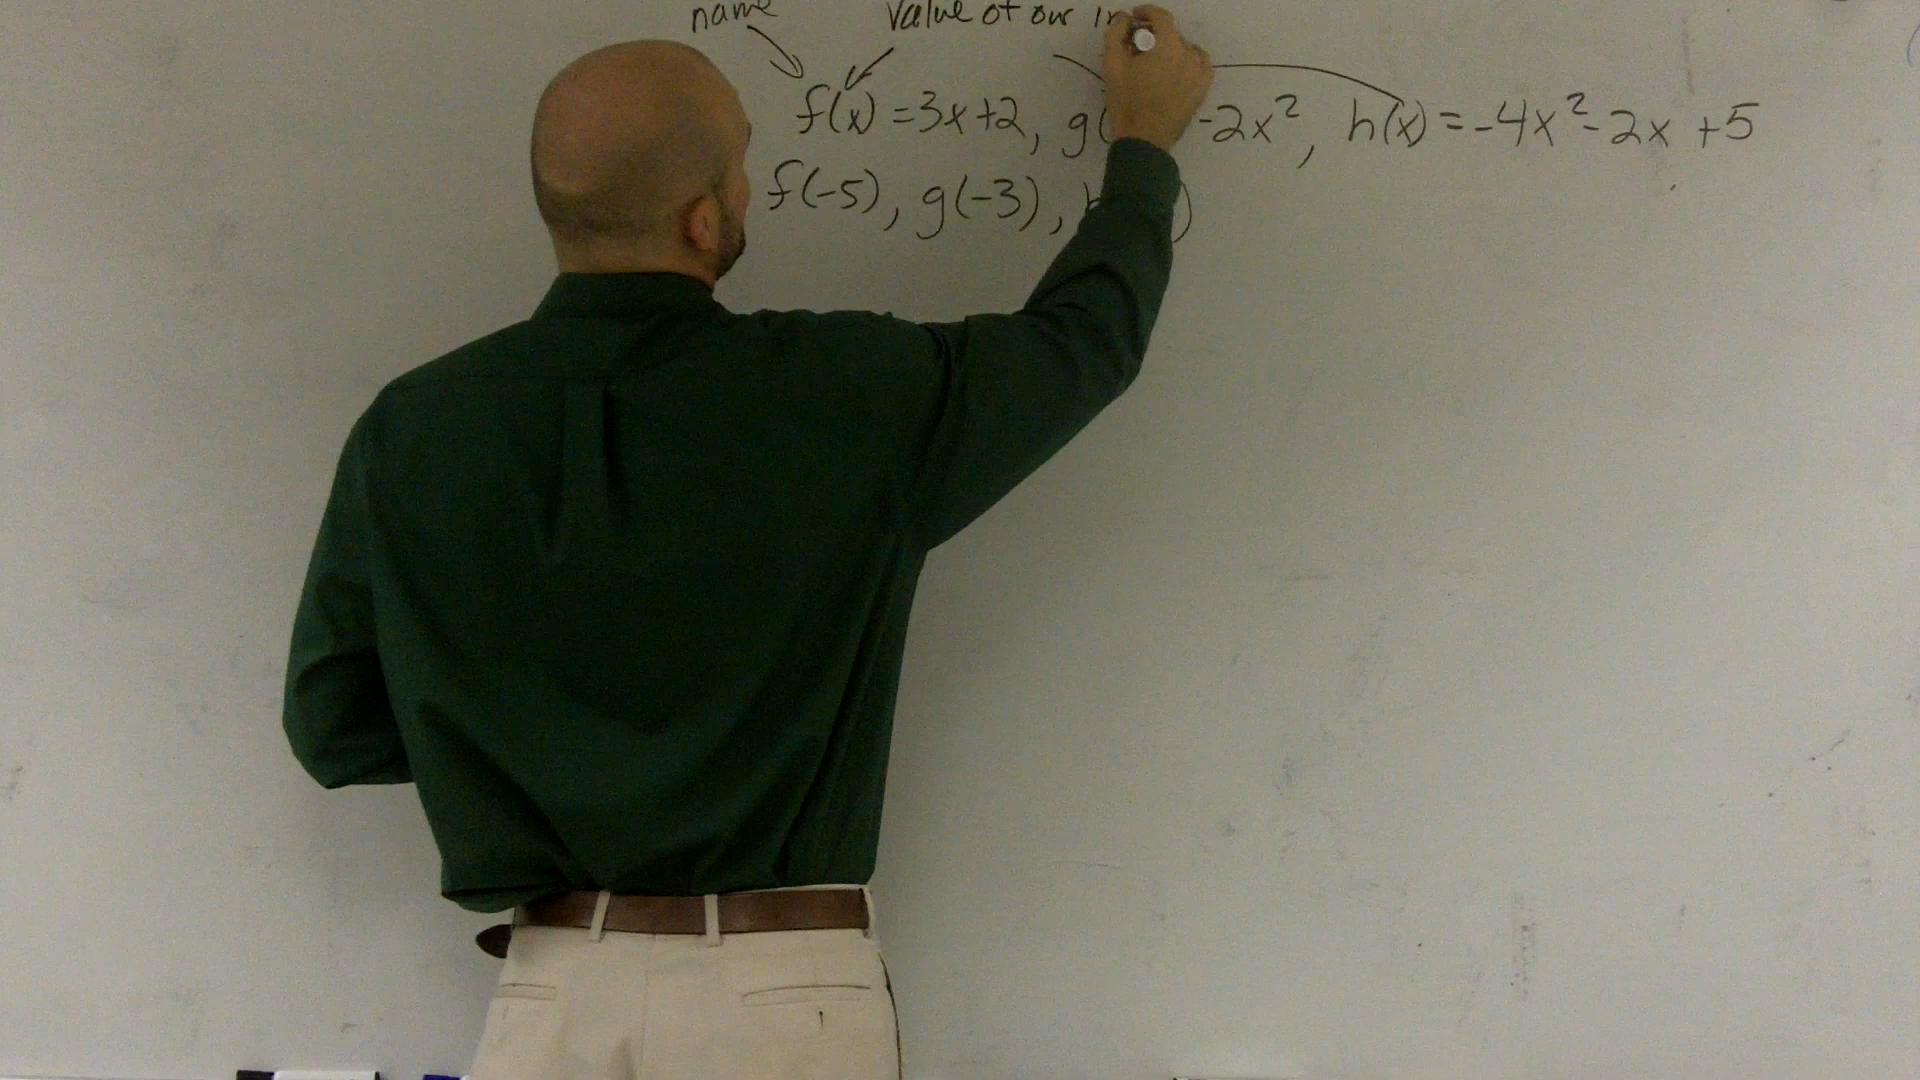 name value of our
f(x) = 3x+2, g( -2x², h(x) = -4x² - 2x + 5
f(-5), g(-3), )